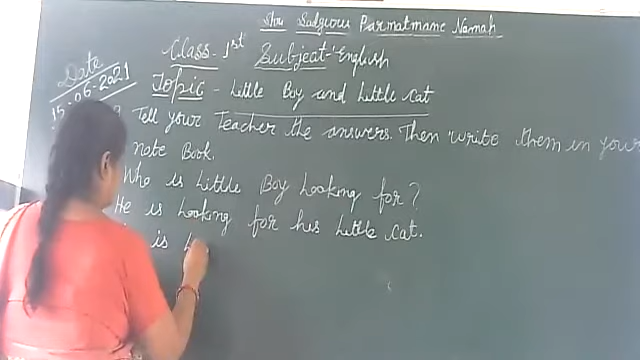 Shri Sadguous Parmatmane Namah
Class - 1st Subject - English
Date
15-06-2021
Topic - Little Boy and Little Cat
Tell your Teacher the answers. Then write them in your
note Book.
Who is Little Boy Looking for?
He is Looking for his Little Cat.
is